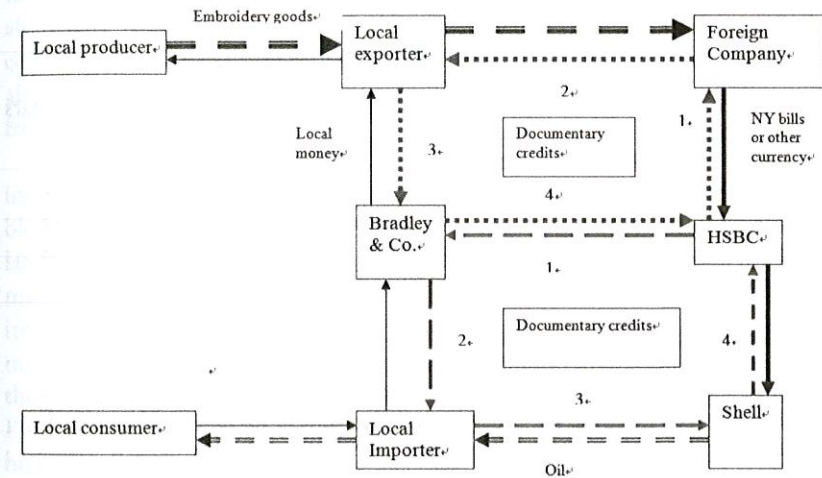 Embroidery goods
Local producer
Local
exporter
Foreign
Company
2
1
NY bills
or other
currency
Local
money
3
Documentary
credits
4
Bradley
& Co.
HSBC
1
2
Documentary credits
4
3
Local consumer
Local
Importer
Shell
Oil